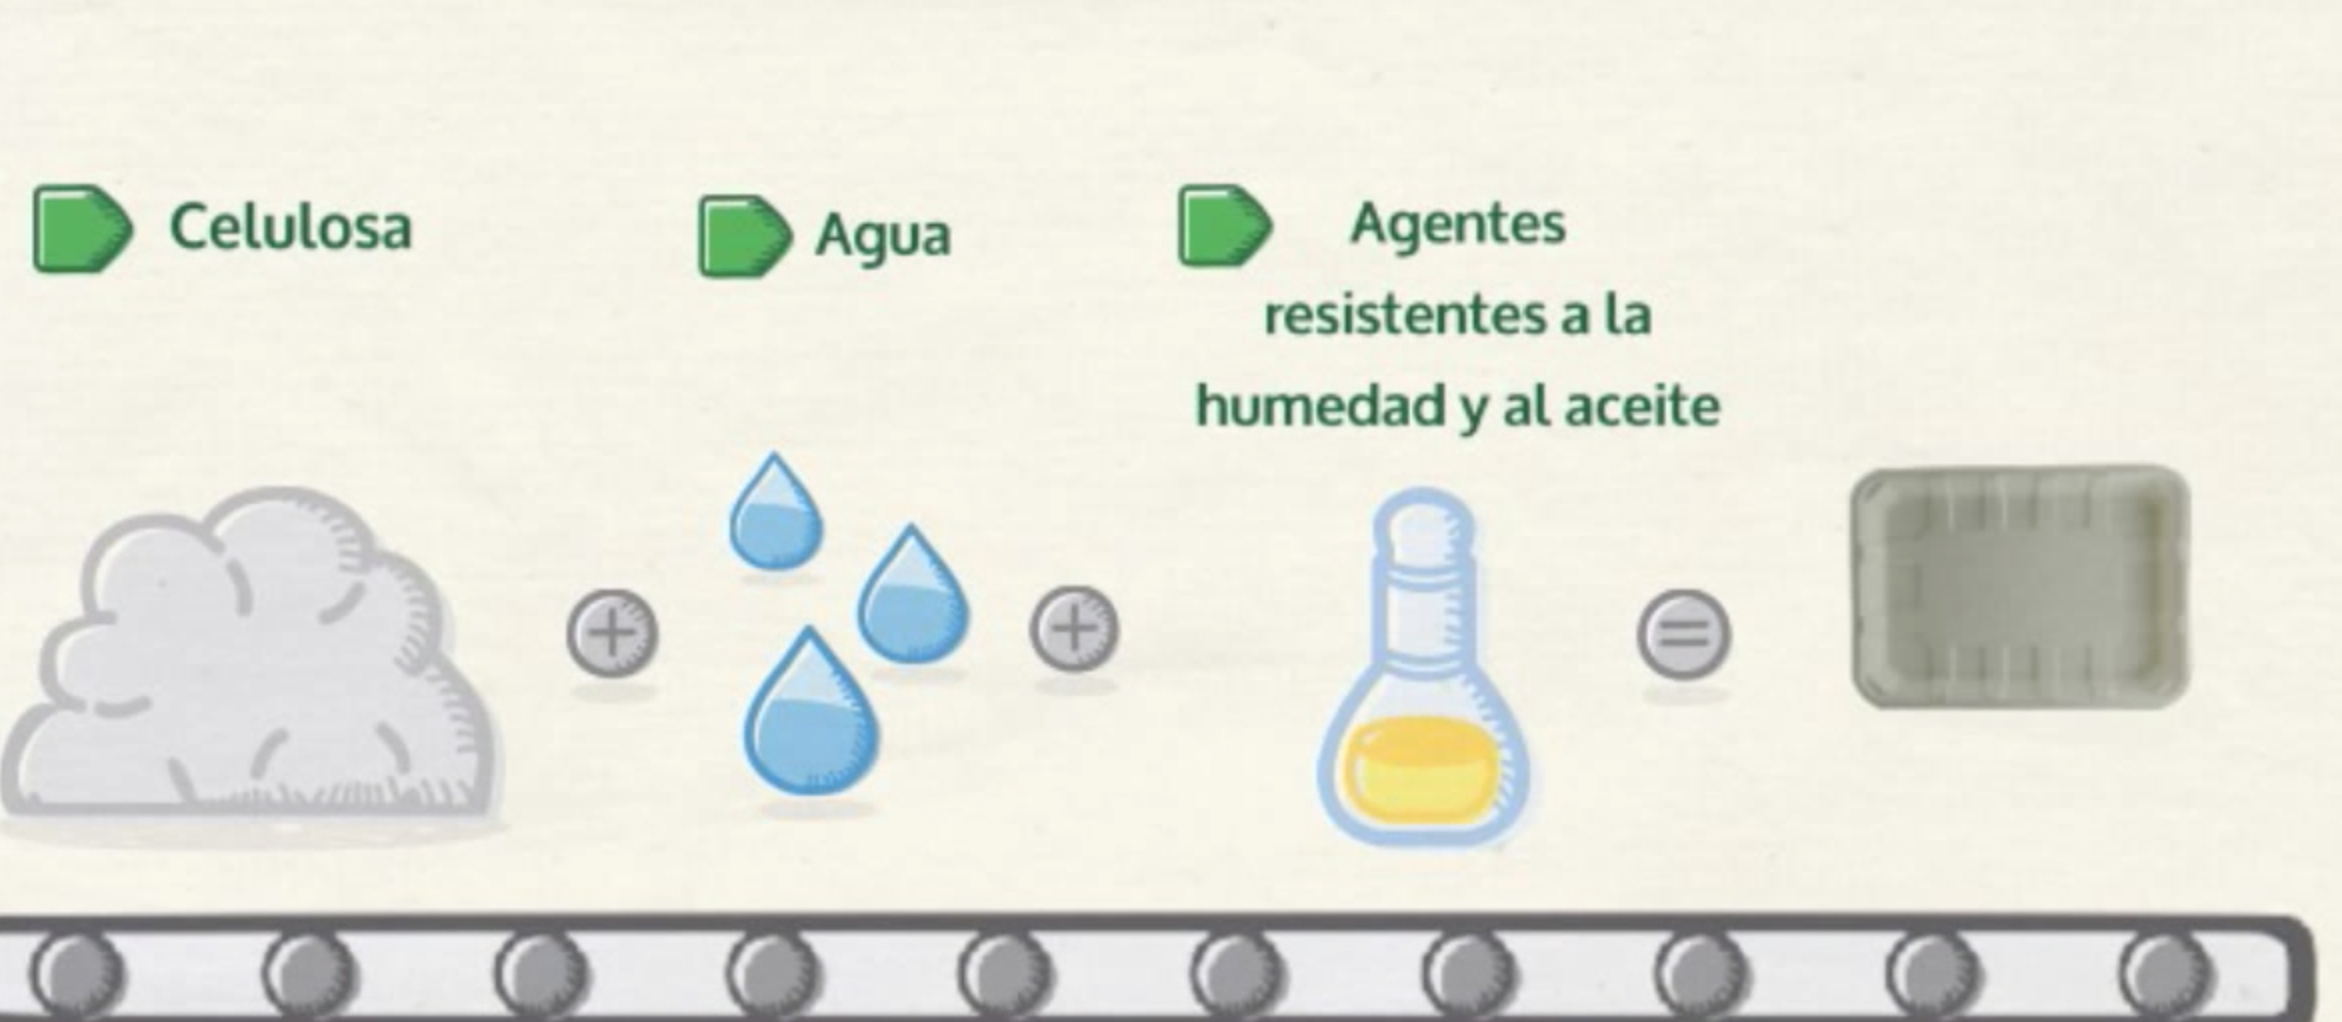 Celulosa
Agua
Agentes
resistentes a la
humedad y al aceite